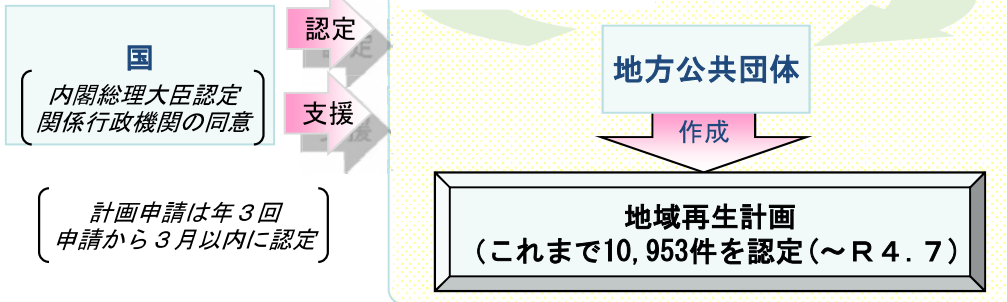 国
内閣総理大臣認定
関係行政機関の同意
認定
支援
計画申請は年３回
申請から３月以内に認定
地方公共団体
作成
地域再生計画
（これまで10,953件を認定(～Ｒ４．７）